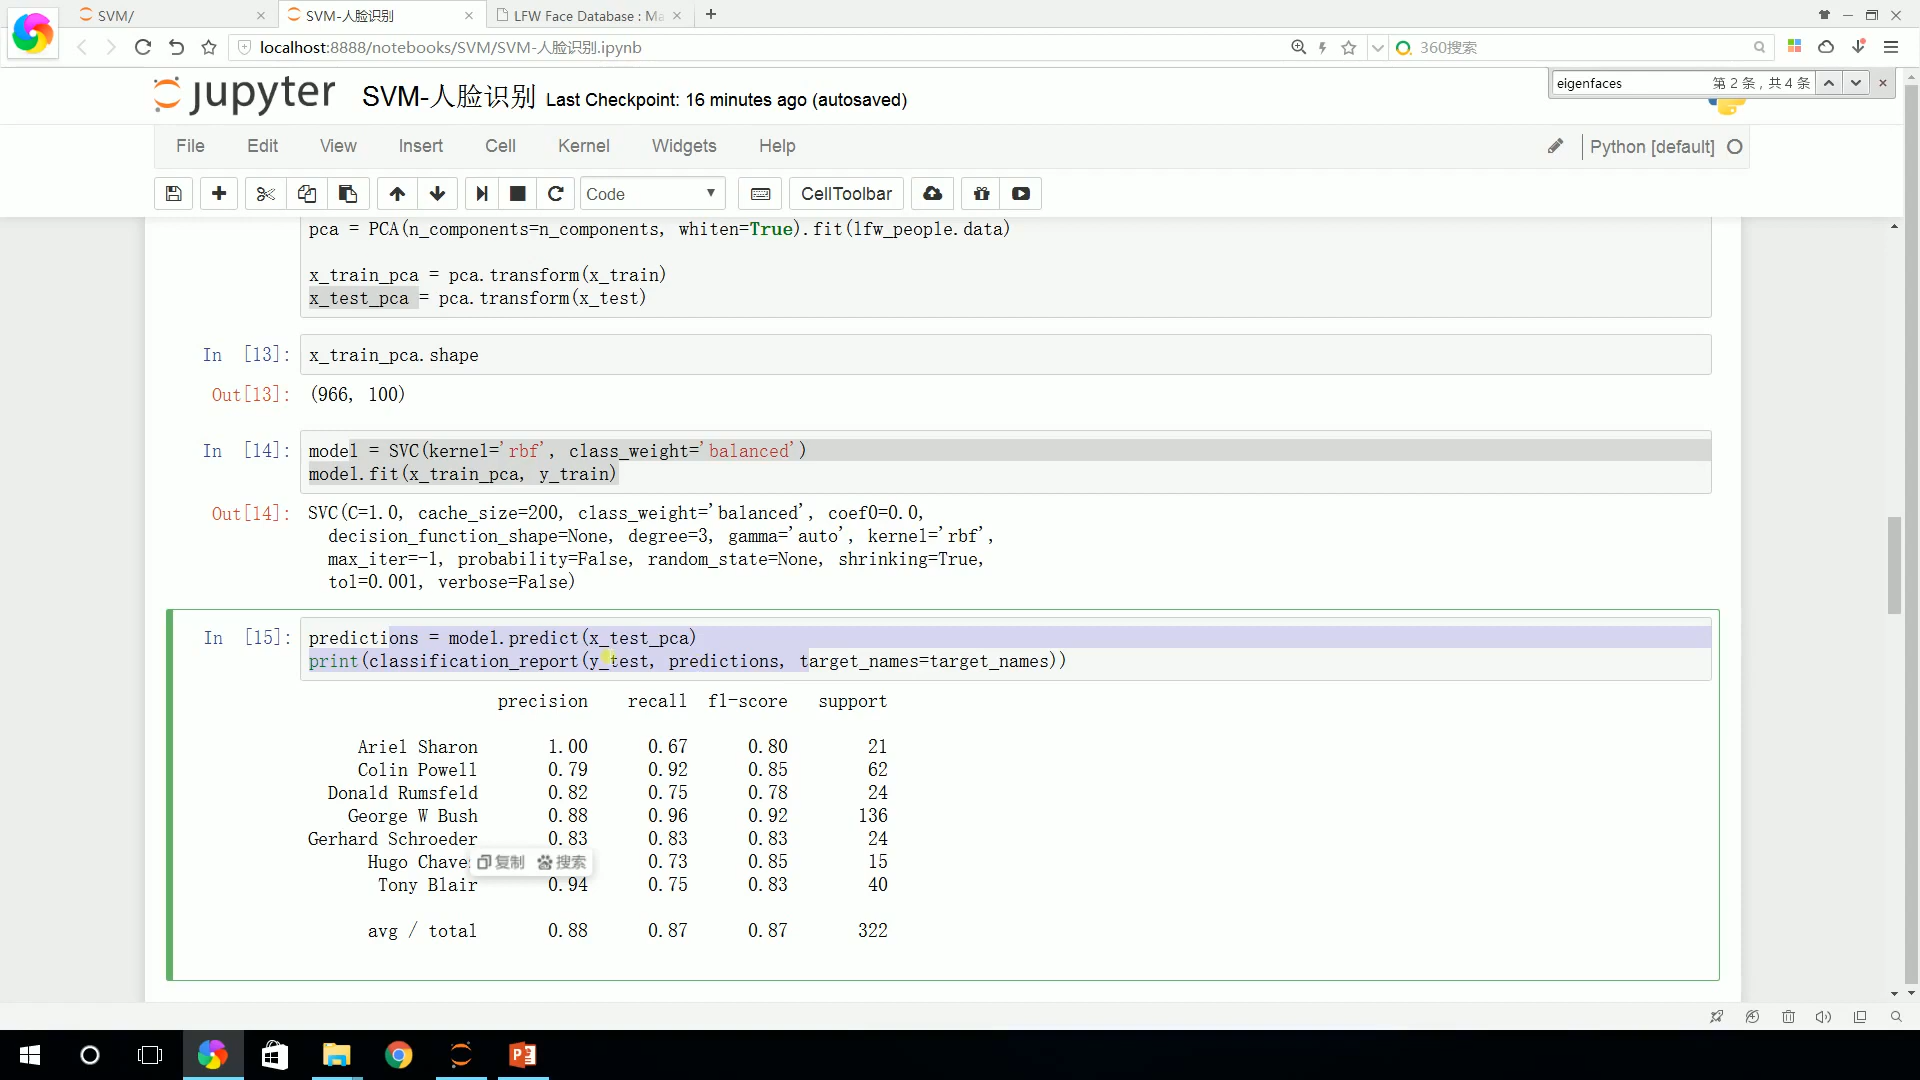 SVM/
SVM-人脸识别
LFW Face Database : Ma
localhost:8888/notebooks/SVM/SVM-人脸识别.ipynb
360搜索
eigenfaces
第 2 条 , 共 4 条
jupyter
SVM-人脸识别 Last Checkpoint: 16 minutes ago (autosaved)
File Edit View Insert Cell Kernel Widgets Help
Python [default]
Code
CellToolbar
pca = PCA(n_components=n_components, whiten=True).fit(lfw_people.data)
x_train_pca = pca.transform(x_train)
x_test_pca = pca.transform(x_test)
In [13]: x_train_pca.shape
Out[13]: (966, 100)
In [14]: model = SVC(kernel='rbf', class_weight='balanced')
model.fit(x_train_pca, y_train)
Out[14]: SVC(C=1.0, cache_size=200, class_weight='balanced', coef0=0.0,
decision_function_shape=None, degree=3, gamma='auto', kernel='rbf',
max_iter=-1, probability=False, random_state=None, shrinking=True,
tol=0.001, verbose=False)
In [15]: predictions = model.predict(x_test_pca)
print(classification_report(y_test, predictions, target_names=target_names))
precision recall f1-score support
Ariel Sharon 1.00 0.67 0.80 21
Colin Powell 0.79 0.92 0.85 62
Donald Rumsfeld 0.82 0.75 0.78 24
George W Bush 0.88 0.96 0.92 136
Gerhard Schroeder 0.83 0.83 0.83 24
Hugo Chave 0.73 0.85 15
复制 搜索
Tony Blair 0.94 0.75 0.83 40
avg / total 0.88 0.87 0.87 322